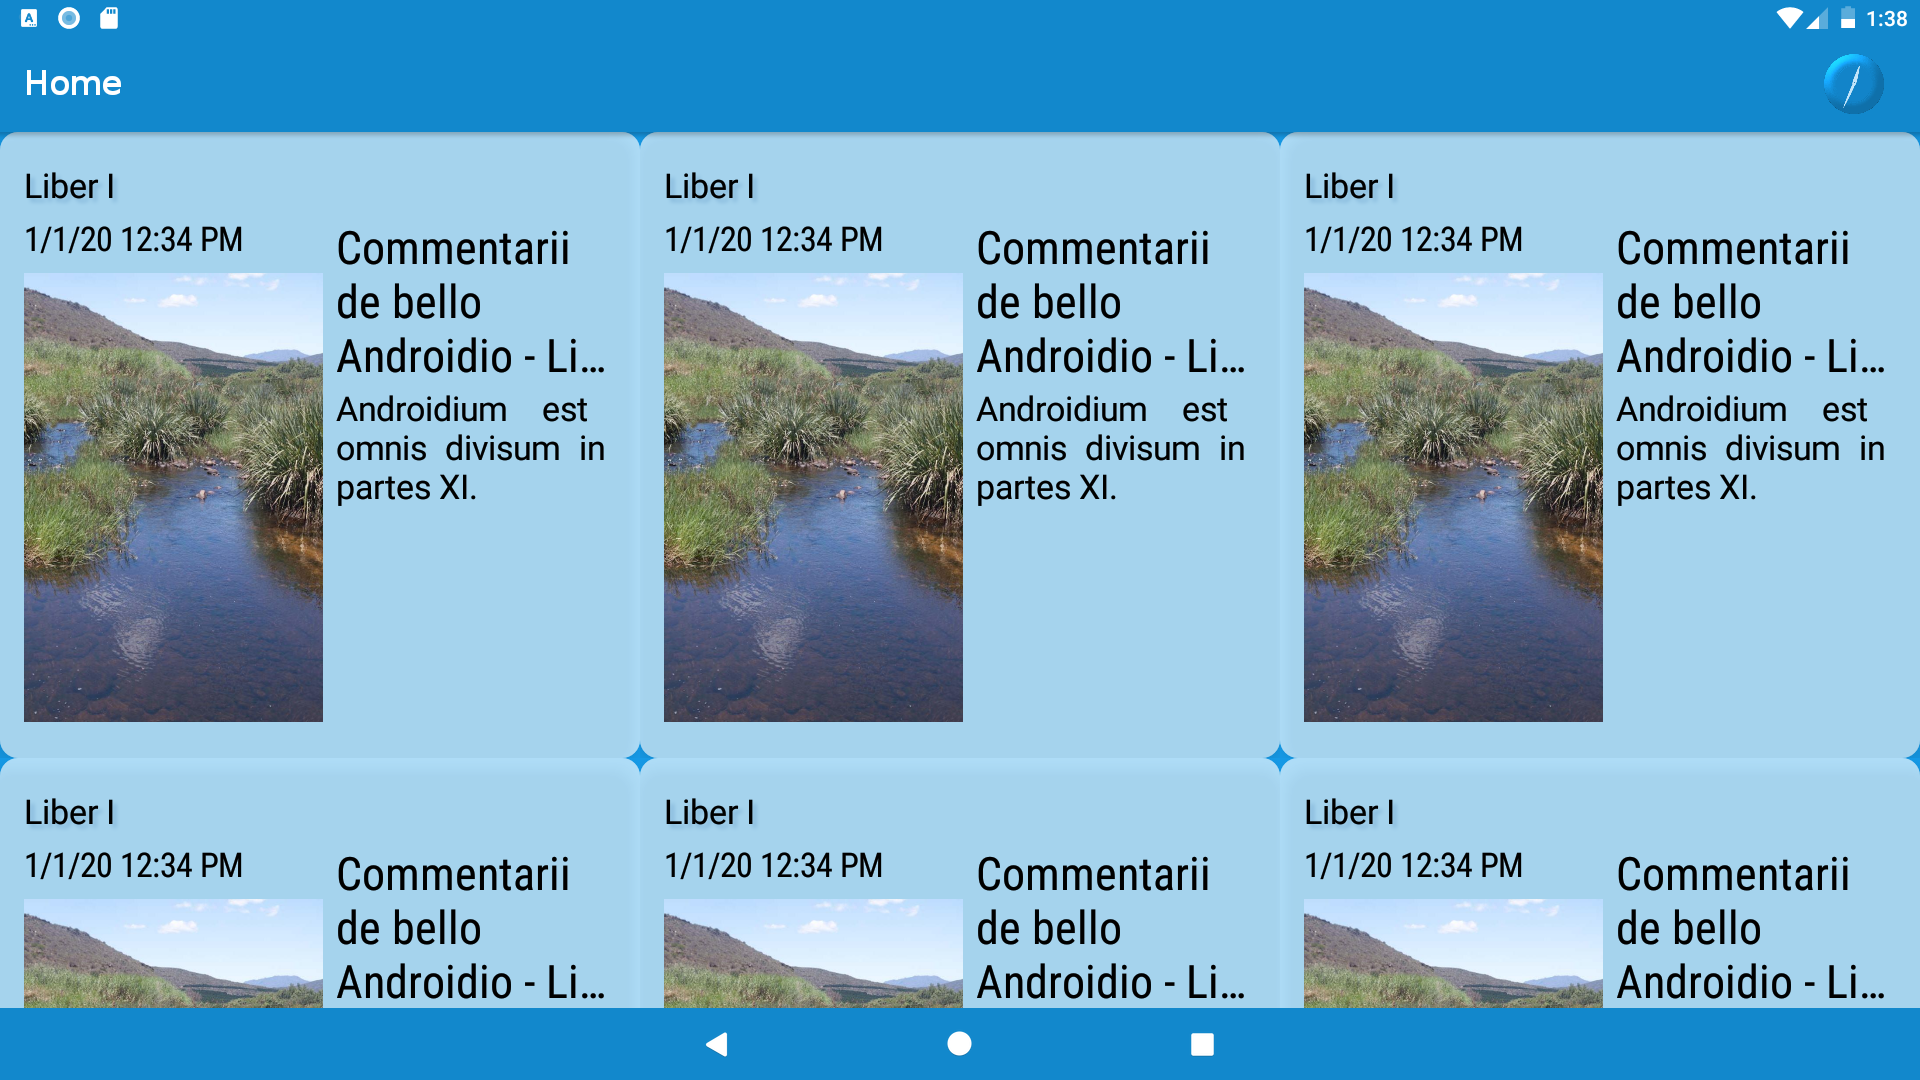 1:38
Home
Liber I
1/1/20 12:34 PM
Commentarii
de bello
Androidio - Li...
Androidium est
omnis divisum in
partes XI.
Liber I
1/1/20 12:34 PM
Commentarii
de bello
Androidio - Li...
Androidium est
omnis divisum in
partes XI.
Liber I
1/1/20 12:34 PM
Commentarii
de bello
Androidio - Li...
Androidium est
omnis divisum in
partes XI.
Liber I
1/1/20 12:34 PM
Commentarii
de bello
Androidio - Li...
Liber I
1/1/20 12:34 PM
Commentarii
de bello
Androidio - Li...
Liber I
1/1/20 12:34 PM
Commentarii
de bello
Androidio - Li...